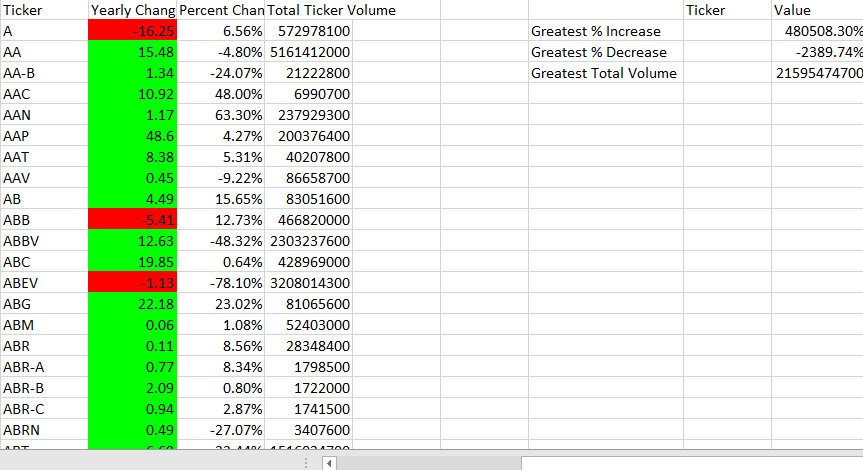 Ticker Yearly Chang Percent Chan Total Ticker Volume Ticker Value
A -16.25 6.56% 572978100 Greatest % Increase 480508.30%
AA 15.48 -4.80% 5161412000 Greatest % Decrease -2389.74%
AA-B 1.34 -24.07% 21222800 Greatest Total Volume 21595474700
AAC 10.92 48.00% 6990700
AAN 1.17 63.30% 237929300
AAP 48.6 4.27% 200376400
AAT 8.38 5.31% 40207800
AAV 0.45 -9.22% 86658700
AB 4.49 15.65% 83051600
ABB -5.41 12.73% 466820000
ABBV 12.63 -48.32% 2303237600
ABC 19.85 0.64% 428969000
ABEV -1.13 -78.10% 3208014300
ABG 22.18 23.02% 81065600
ABM 0.06 1.08% 52403000
ABR 0.11 8.56% 28348400
ABR-A 0.77 8.34% 1798500
ABR-B 2.09 0.80% 1722000
ABR-C 0.94 2.87% 1741500
ABRN 0.49 -27.07% 3407600